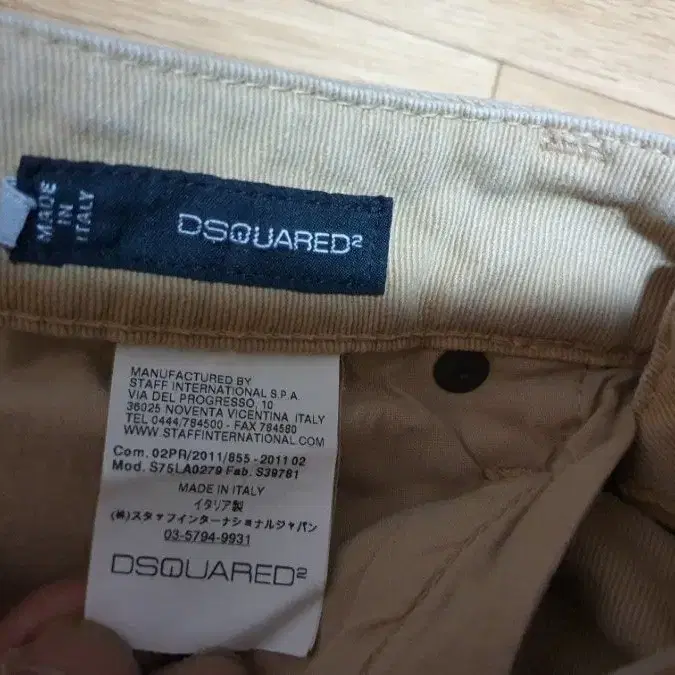 MADE
IN
ITALY
DSQUARED2
MANUFACTURED BY
STAFF INTERNATIONAL S.P.A.
VIA DEL PROGRESSO, 10
36025 NOVENTA VICENTINA ITALY
TEL 0444/784500 - FAX 784580
WWW.STAFFINTERNATIONAL.COM
Com. 02PR/2011/855 - 2011 02
Mod. S75LA0279 Fab. S39781
MADE IN ITALY
イタリア製
(株)スタッフインターナショナルジャパン
03-5794-9931
DSQUARED2